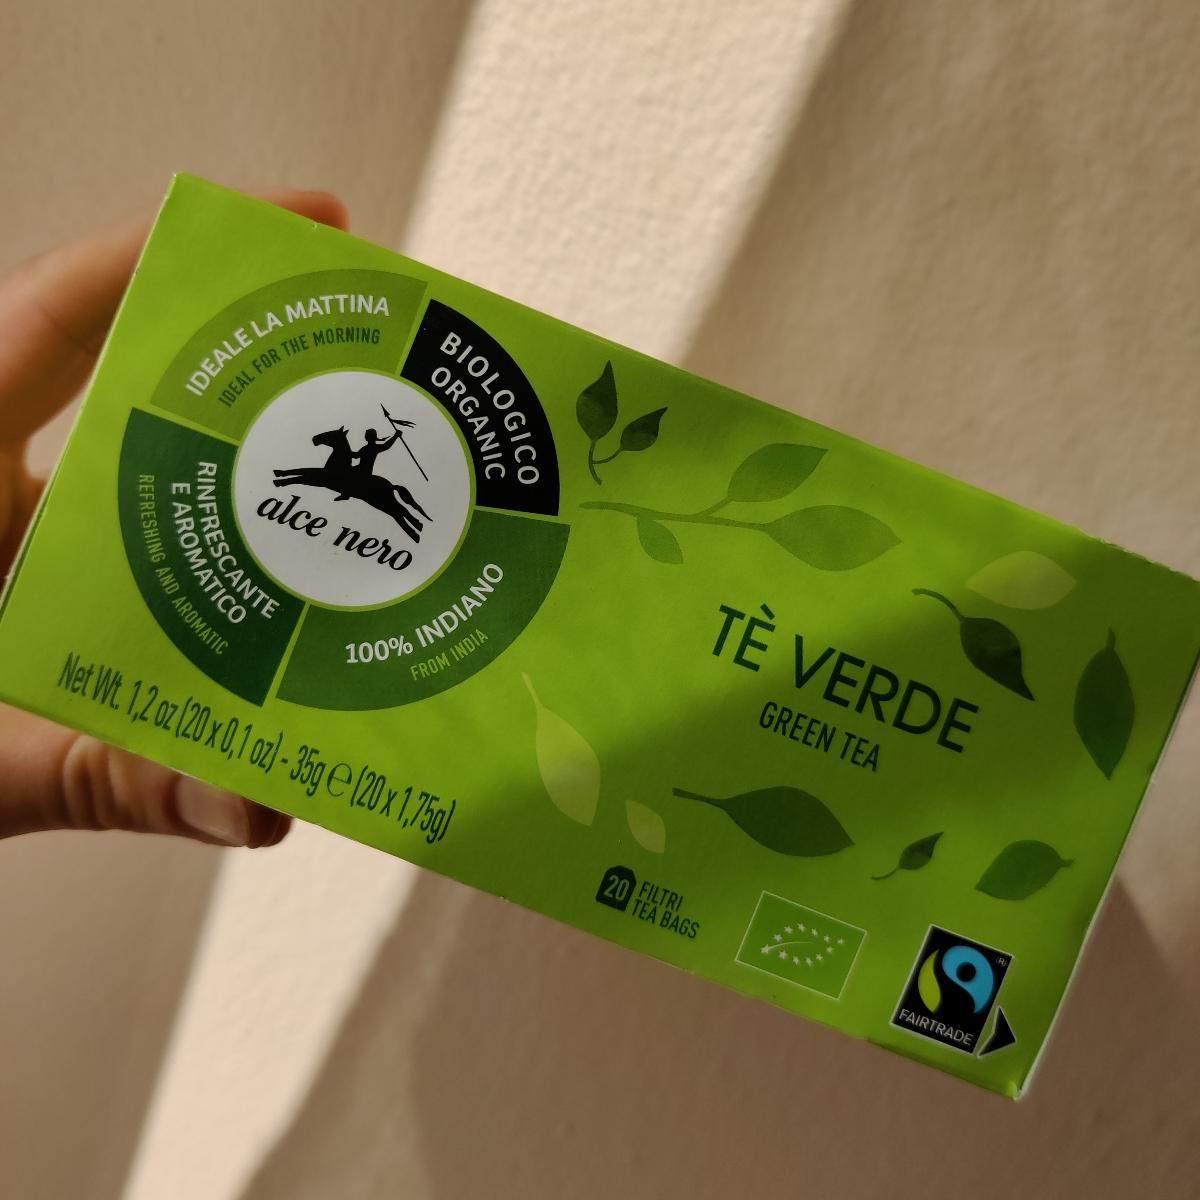 IDEALE LA MATTINA
IDEAL FOR THE MORNING
BIOLOGICO
ORGANIC
RINFRESCANTE
E AROMATICO
REFRESHING AND AROMATIC
alce nero
100% INDIANO
FROM INDIA
Net Wt. 1,2 oz (20 x 0,1 oz) - 35g ℮ (20 x 1,75g)
TÈ VERDE
GREEN TEA
20 FILTRI
TEA BAGS
FAIRTRADE
®